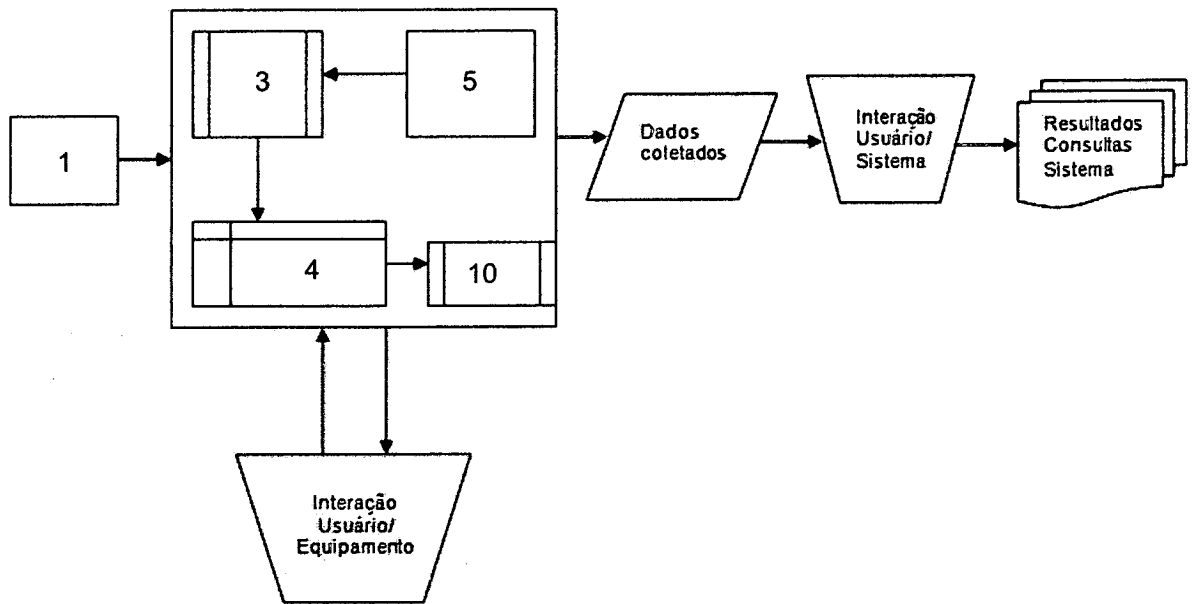 3
5
1
4
10
Dados
coletados
Interação
Usuário/
Sistema
Resultados
Consultas
Sistema
Interação
Usuário/
Equipamento